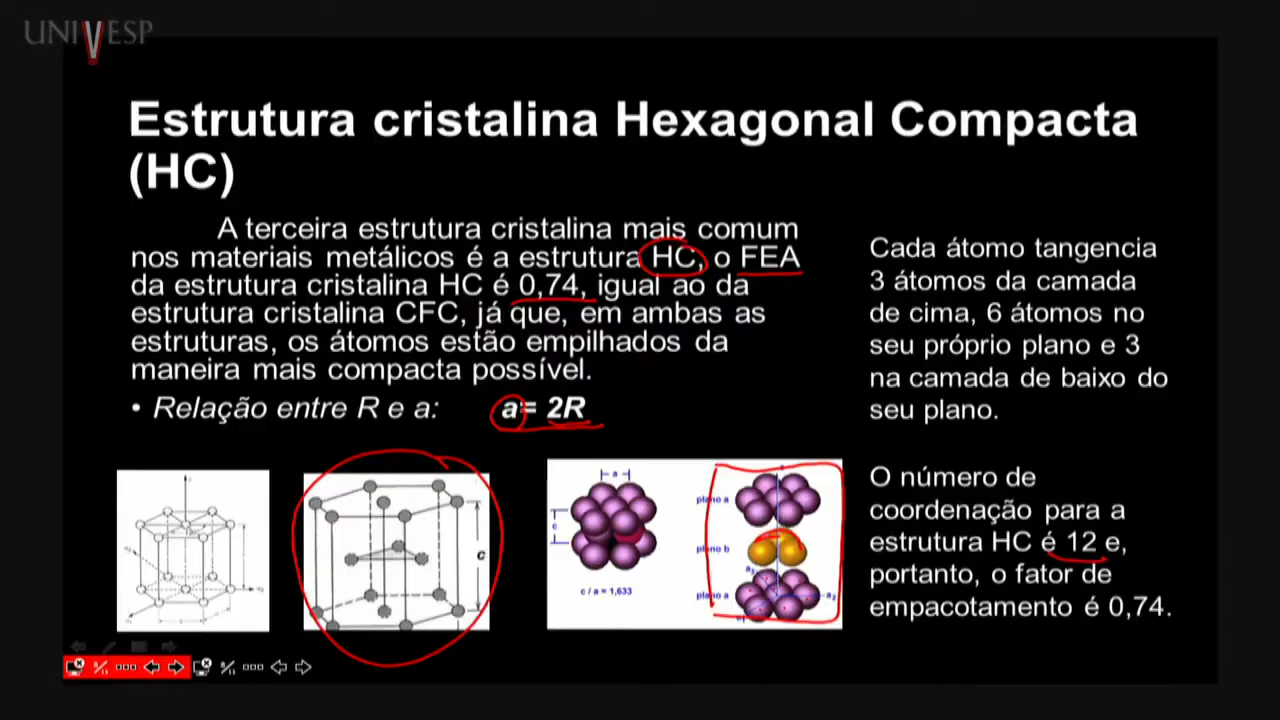 UNIVESP
Estrutura cristalina Hexagonal Compacta
(HC)
A terceira estrutura cristalina mais comum
nos materiais metálicos é a estrutura HC, o FEA
da estrutura cristalina HC é 0,74, igual ao da
estrutura cristalina CFC, já que, em ambas as
estruturas, os átomos estão empilhados da
maneira mais compacta possível.
• Relação entre R e a: a= 2R
Cada átomo tangencia
3 átomos da camada
de cima, 6 átomos no
seu próprio plano e 3
na camada de baixo do
seu plano.
O número de
coordenação para a
estrutura HC é 12 e,
portanto, o fator de
empacotamento é 0,74.
c
a
c
c / a = 1,633
plano a
plano b
plano a
a3
a2
a1